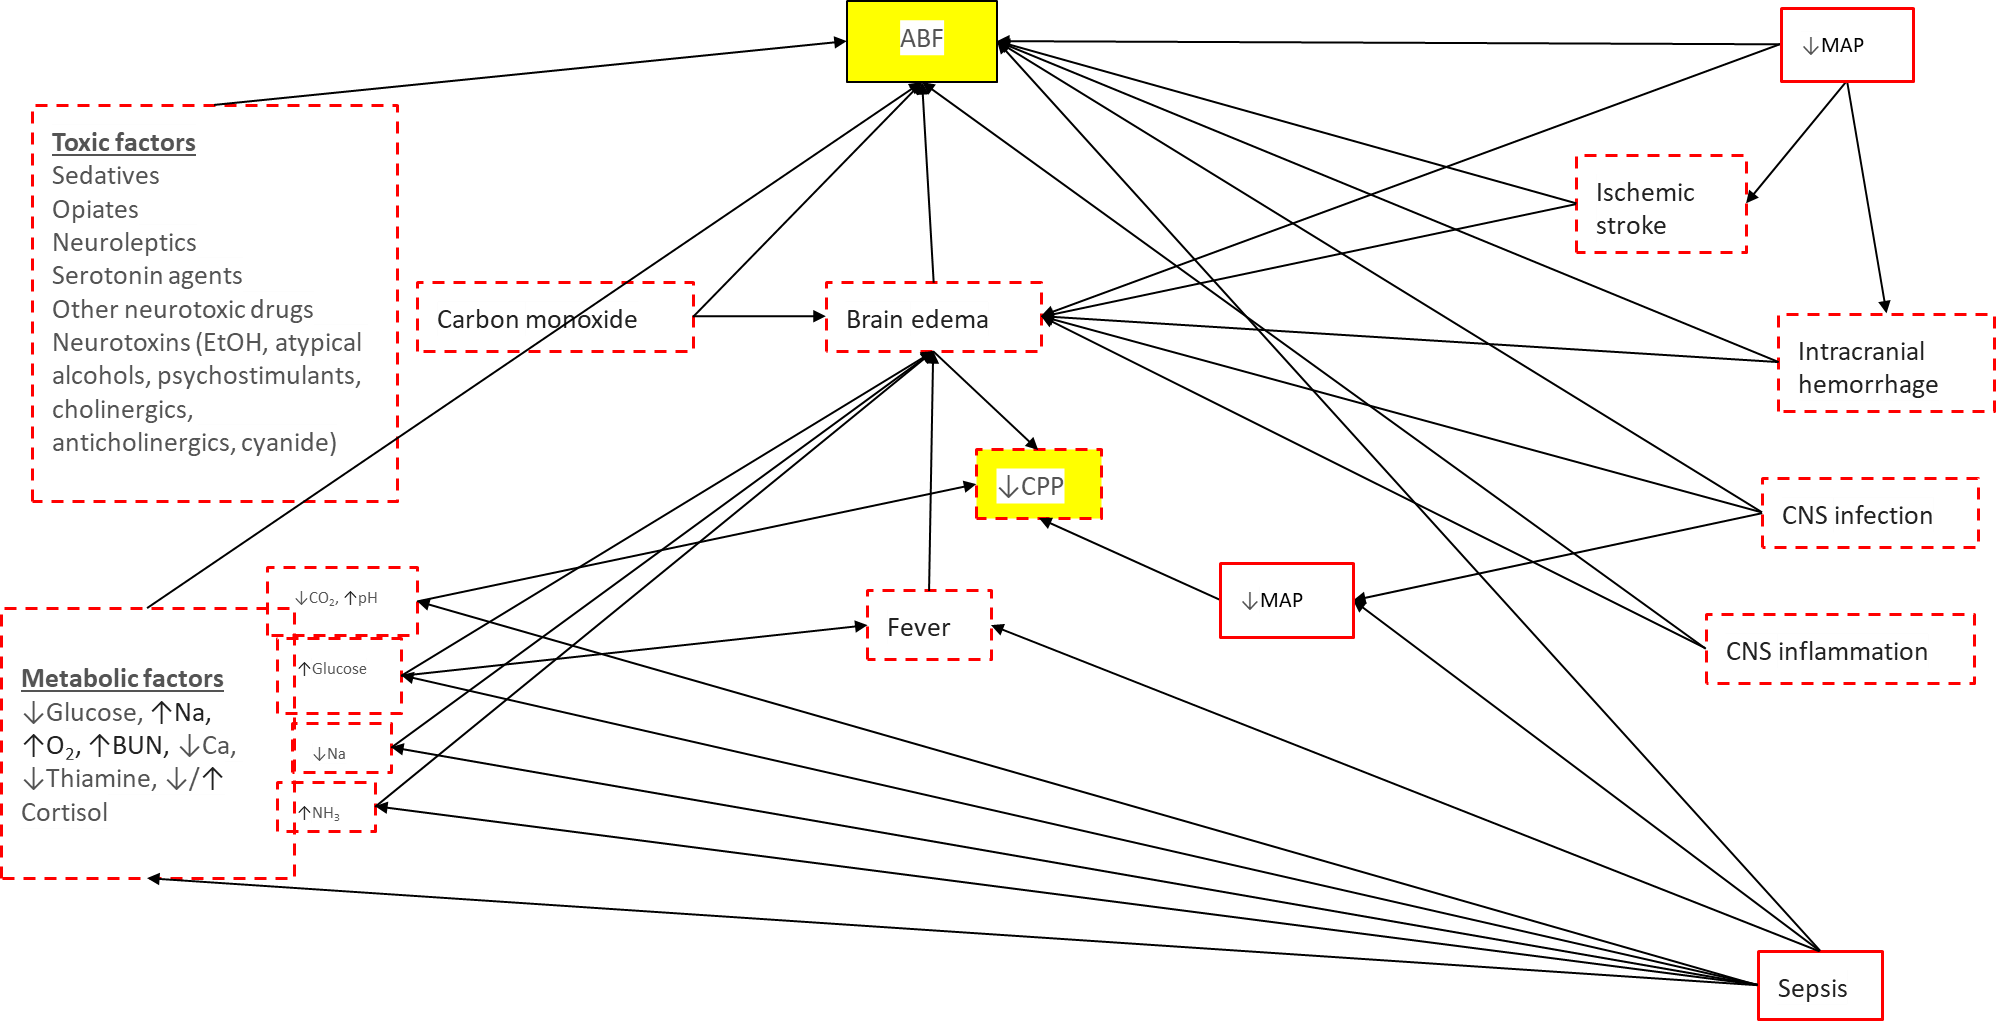 ABF
↓MAP
Toxic factors
Sedatives
Opiates
Neuroleptics
Serotonin agents
Other neurotoxic drugs
Neurotoxins (EtOH, atypical
alcohols, psychostimulants,
cholinergics,
anticholinergics, cyanide)
Ischemic
stroke
Carbon monoxide
Brain edema
Intracranial
hemorrhage
↓CPP
CNS infection
↓CO₂, ↑pH
↓MAP
Fever
CNS inflammation
↑Glucose
Metabolic factors
↓Glucose, ↑Na,
↑O₂, ↑BUN, ↓Ca,
↓Thiamine, ↓/↑
Cortisol
↓Na
↑NH₃
Sepsis